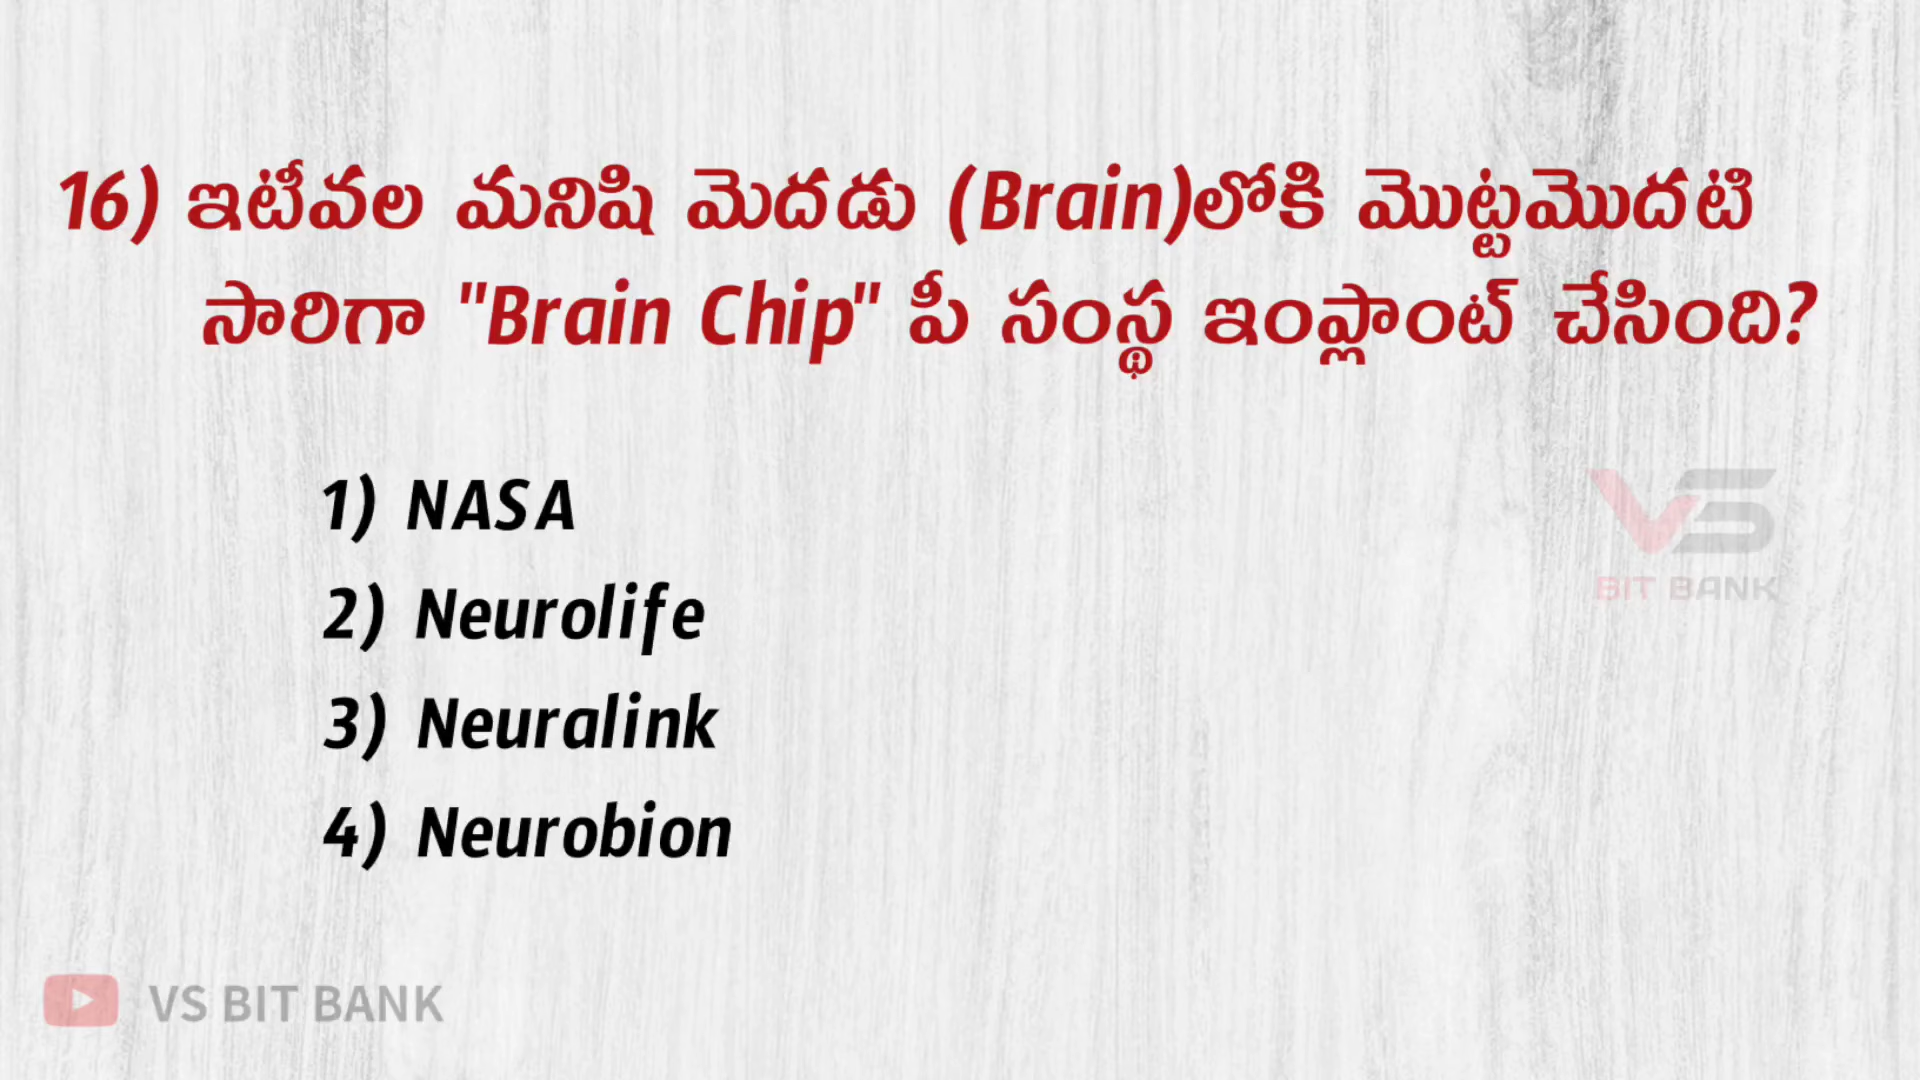 16) ఇటీవల మనిషి మెదడు (Brain)లోకి మొట్టమొదటి
సారిగా "Brain Chip" పీ సంస్థ ఇంప్లాంట్ చేసింది?
1) NASA
2) Neurolife
3) Neuralink
4) Neurobion
VS
BIT BANK
VS BIT BANK